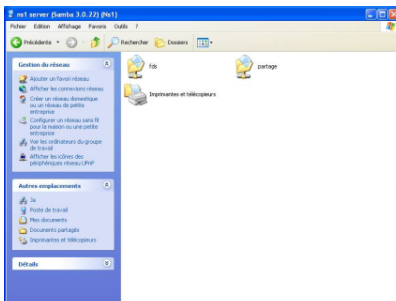 ns1 server (Samba 3.0.22) (Ns1)
Fichier Edition Affichage Favoris Outils ?
Précédente Rechercher Dossiers
Gestion du réseau
Ajouter un Favori réseau
Afficher les connexions réseau
Créer un réseau domestique
ou un réseau de petite
entreprise
Configurer un réseau sans fil
pour la maison ou une petite
entreprise
Voir les ordinateurs du groupe
de travail
Afficher les icônes des
périphériques réseau UPnP
Autres emplacements
Poste de travail
Mes documents
Documents partagés
Imprimantes et télécopieurs
Détails
fds
partage
Imprimantes et télécopieurs